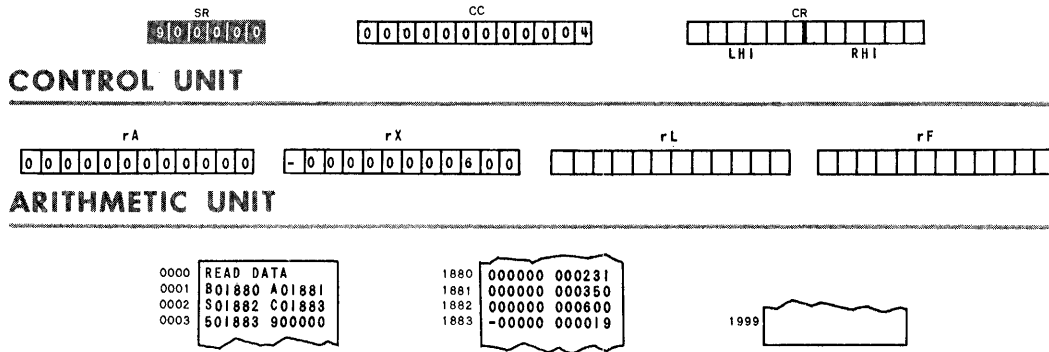 SR CC CR
900000 000000000004
LHI RHI
CONTROL UNIT
rA rX rL rF
000000000000 -00000000600
ARITHMETIC UNIT
0000 READ DATA
0001 B01880 A01881
0002 S01882 C01883
0003 501883 900000
1880 000000 000231
1881 000000 000350
1882 000000 000600
1883 -00000 000019
1999